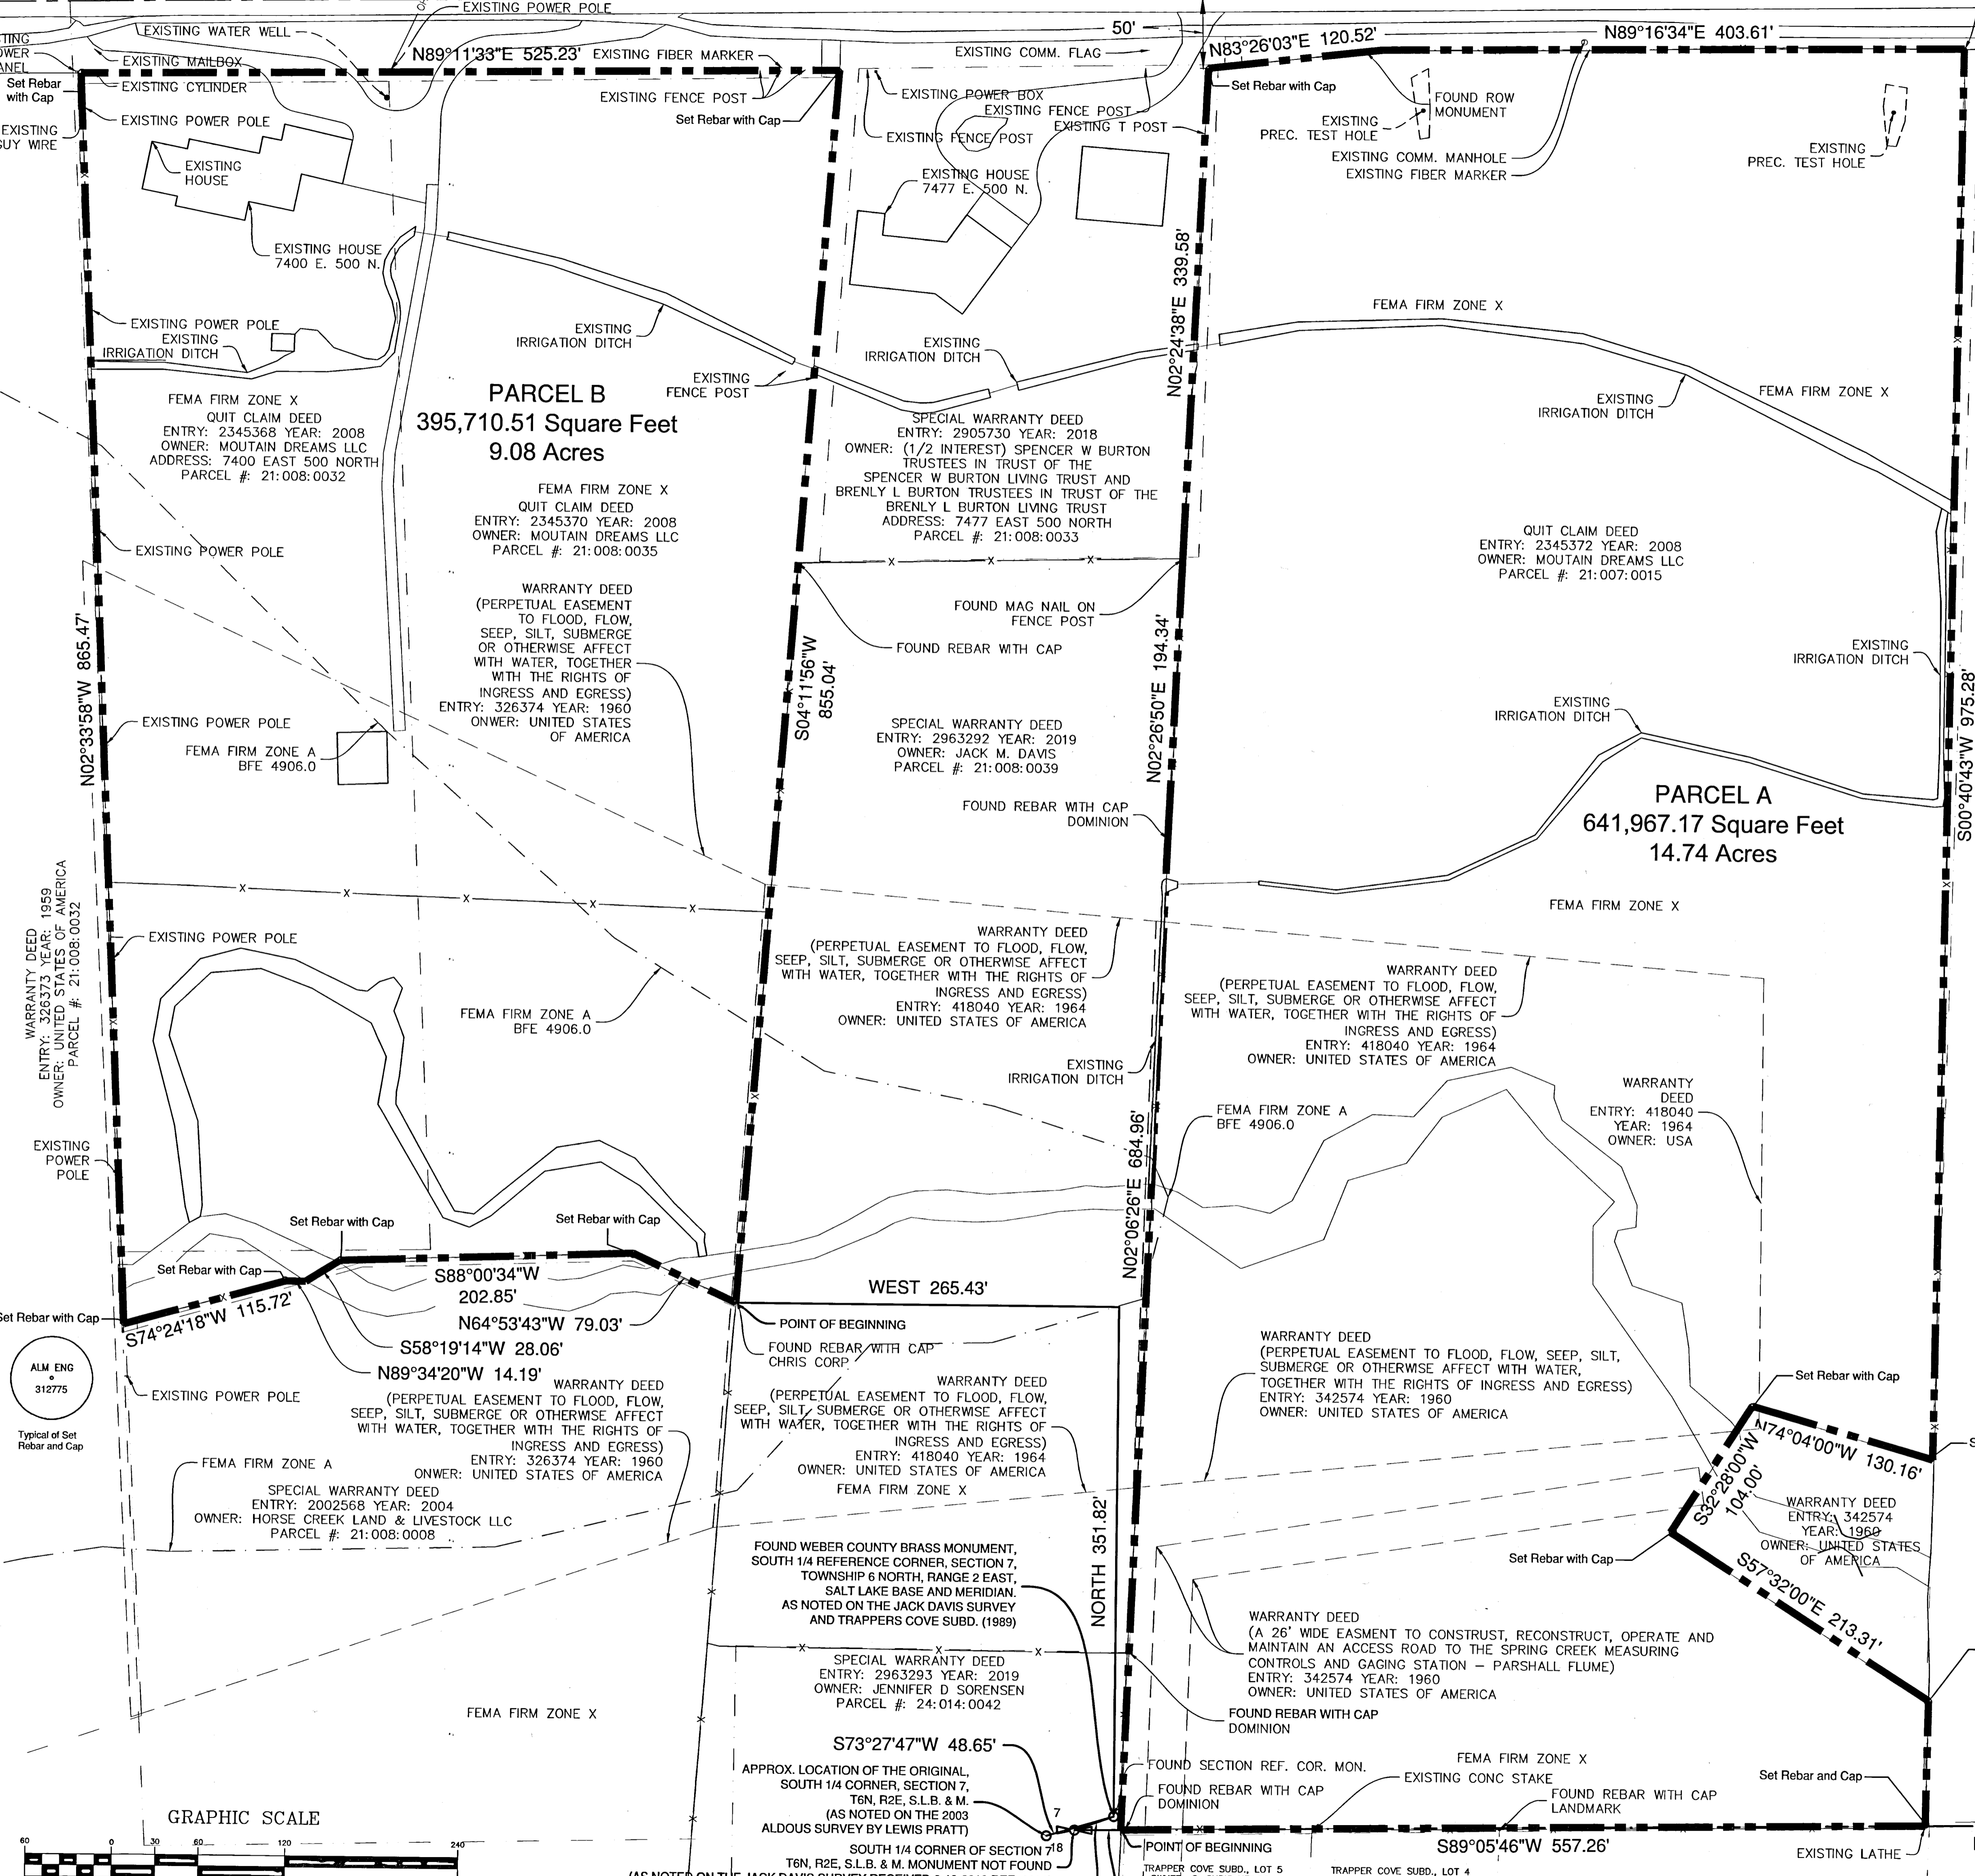 EXISTING POWER POLE
EXISTING WATER WELL
50'
N89°11'33"E 525.23'
EXISTING FIBER MARKER
EXISTING COMM. FLAG
N83°26'03"E 120.52'
N89°16'34"E 403.61'
EXISTING MAILBOX
Set Rebar
with Cap
EXISTING CYLINDER
EXISTING FENCE POST
Set Rebar with Cap
EXISTING POWER BOX
EXISTING FENCE POST
EXISTING T POST
EXISTING FENCE POST
Set Rebar with Cap
FOUND ROW
MONUMENT
EXISTING
PREC. TEST HOLE
EXISTING COMM. MANHOLE
EXISTING FIBER MARKER
EXISTING
PREC. TEST HOLE
EXISTING
GUY WIRE
EXISTING POWER POLE
EXISTING
HOUSE
EXISTING HOUSE
7400 E. 500 N.
EXISTING HOUSE
7477 E. 500 N.
N02°24'38"E 339.58'
FEMA FIRM ZONE X
EXISTING POWER POLE
EXISTING
IRRIGATION DITCH
EXISTING
IRRIGATION DITCH
EXISTING
IRRIGATION DITCH
EXISTING
FENCE POST
EXISTING
IRRIGATION DITCH
FEMA FIRM ZONE X
FEMA FIRM ZONE X
QUIT CLAIM DEED
ENTRY: 2345368 YEAR: 2008
OWNER: MOUTAIN DREAMS LLC
ADDRESS: 7400 EAST 500 NORTH
PARCEL #: 21:008:0032
PARCEL B
395,710.51 Square Feet
9.08 Acres
FEMA FIRM ZONE X
QUIT CLAIM DEED
ENTRY: 2345370 YEAR: 2008
OWNER: MOUTAIN DREAMS LLC
PARCEL #: 21:008:0035
SPECIAL WARRANTY DEED
ENTRY: 2905730 YEAR: 2018
OWNER: (1/2 INTEREST) SPENCER W BURTON
TRUSTEES IN TRUST OF THE
SPENCER W BURTON LIVING TRUST AND
BRENLY L BURTON TRUSTEES IN TRUST OF THE
BRENLY L BURTON LIVING TRUST
ADDRESS: 7477 EAST 500 NORTH
PARCEL #: 21:008:0033
QUIT CLAIM DEED
ENTRY: 2345372 YEAR: 2008
OWNER: MOUTAIN DREAMS LLC
PARCEL #: 21:007:0015
EXISTING POWER POLE
WARRANTY DEED
(PERPETUAL EASEMENT
TO FLOOD, FLOW,
SEEP, SILT, SUBMERGE
OR OTHERWISE AFFECT
WITH WATER, TOGETHER
WITH THE RIGHTS OF
INGRESS AND EGRESS)
ENTRY: 326374 YEAR: 1960
ONWER: UNITED STATES
OF AMERICA
FOUND MAG NAIL ON
FENCE POST
FOUND REBAR WITH CAP
N02°33'58"W 865.47'
S04°11'56"W
855.04'
N02°26'50"E 194.34'
EXISTING
IRRIGATION DITCH
EXISTING
IRRIGATION DITCH
S00°40'43"W 975.28'
EXISTING POWER POLE
FEMA FIRM ZONE A
BFE 4906.0
SPECIAL WARRANTY DEED
ENTRY: 2963292 YEAR: 2019
OWNER: JACK M. DAVIS
PARCEL #: 21:008:0039
FOUND REBAR WITH CAP
DOMINION
PARCEL A
641,967.17 Square Feet
14.74 Acres
FEMA FIRM ZONE X
WARRANTY DEED
ENTRY: 326373 YEAR: 1959
OWNER: UNITED STATES OF AMERICA
PARCEL #: 21:008:0032
EXISTING POWER POLE
FEMA FIRM ZONE A
BFE 4906.0
WARRANTY DEED
(PERPETUAL EASEMENT TO FLOOD, FLOW,
SEEP, SILT, SUBMERGE OR OTHERWISE AFFECT
WITH WATER, TOGETHER WITH THE RIGHTS OF
INGRESS AND EGRESS)
ENTRY: 418040 YEAR: 1964
OWNER: UNITED STATES OF AMERICA
WARRANTY DEED
(PERPETUAL EASEMENT TO FLOOD, FLOW,
SEEP, SILT, SUBMERGE OR OTHERWISE AFFECT
WITH WATER, TOGETHER WITH THE RIGHTS OF
INGRESS AND EGRESS)
ENTRY: 418040 YEAR: 1964
OWNER: UNITED STATES OF AMERICA
EXISTING
IRRIGATION DITCH
WARRANTY
DEED
ENTRY: 418040
YEAR: 1964
OWNER: USA
FEMA FIRM ZONE A
BFE 4906.0
N02°06'26"E 684.96'
EXISTING
POWER
POLE
Set Rebar with Cap
Set Rebar with Cap
Set Rebar with Cap
Set Rebar with Cap
S74°24'18"W 115.72'
S88°00'34"W
202.85'
N64°53'43"W 79.03'
S58°19'14"W 28.06'
N89°34'20"W 14.19'
WEST 265.43'
POINT OF BEGINNING
FOUND REBAR WITH CAP
CHRIS CORP
ALM ENG
312775
Typical of Set
Rebar and Cap
EXISTING POWER POLE
WARRANTY DEED
(PERPETUAL EASEMENT TO FLOOD, FLOW,
SEEP, SILT, SUBMERGE OR OTHERWISE AFFECT
WITH WATER, TOGETHER WITH THE RIGHTS OF
INGRESS AND EGRESS)
ENTRY: 326374 YEAR: 1960
ONWER: UNITED STATES OF AMERICA
WARRANTY DEED
(PERPETUAL EASEMENT TO FLOOD, FLOW,
SEEP, SILT, SUBMERGE OR OTHERWISE AFFECT
WITH WATER, TOGETHER WITH THE RIGHTS OF
INGRESS AND EGRESS)
ENTRY: 418040 YEAR: 1964
OWNER: UNITED STATES OF AMERICA
FEMA FIRM ZONE X
WARRANTY DEED
(PERPETUAL EASEMENT TO FLOOD, FLOW, SEEP, SILT,
SUBMERGE OR OTHERWISE AFFECT WITH WATER,
TOGETHER WITH THE RIGHTS OF INGRESS AND EGRESS)
ENTRY: 342574 YEAR: 1960
OWNER: UNITED STATES OF AMERICA
Set Rebar with Cap
N74°04'00"W 130.16'
S32°28'00"W
104.00'
WARRANTY DEED
ENTRY: 342574
YEAR: 1960
OWNER: UNITED STATES
OF AMERICA
Set Rebar with Cap
S57°32'00"E 213.31'
FEMA FIRM ZONE A
SPECIAL WARRANTY DEED
ENTRY: 2002568 YEAR: 2004
OWNER: HORSE CREEK LAND & LIVESTOCK LLC
PARCEL #: 21:008:0008
FOUND WEBER COUNTY BRASS MONUMENT,
SOUTH 1/4 REFERENCE CORNER, SECTION 7,
TOWNSHIP 6 NORTH, RANGE 2 EAST,
SALT LAKE BASE AND MERIDIAN.
AS NOTED ON THE JACK DAVIS SURVEY
AND TRAPPERS COVE SUBD. (1989)
NORTH 351.82'
WARRANTY DEED
(A 26' WIDE EASMENT TO CONSTRUST, RECONSTRUCT, OPERATE AND
MAINTAIN AN ACCESS ROAD TO THE SPRING CREEK MEASURING
CONTROLS AND GAGING STATION – PARSHALL FLUME)
ENTRY: 342574 YEAR: 1960
OWNER: UNITED STATES OF AMERICA
SPECIAL WARRANTY DEED
ENTRY: 2963293 YEAR: 2019
OWNER: JENNIFER D SORENSEN
PARCEL #: 24:014:0042
FEMA FIRM ZONE X
FOUND REBAR WITH CAP
DOMINION
S73°27'47"W 48.65'
APPROX. LOCATION OF THE ORIGINAL,
SOUTH 1/4 CORNER, SECTION 7,
T6N, R2E, S.L.B. & M.
(AS NOTED ON THE 2003
ALDOUS SURVEY BY LEWIS PRATT)
7
18
SOUTH 1/4 CORNER OF SECTION 7
T6N, R2E, S.L.B. & M. MONUMENT NOT FOUND
FOUND SECTION REF. COR. MON.
FOUND REBAR WITH CAP
DOMINION
FEMA FIRM ZONE X
EXISTING CONC STAKE
FOUND REBAR WITH CAP
LANDMARK
Set Rebar and Cap
POINT OF BEGINNING
S89°05'46"W 557.26'
EXISTING LATHE
TRAPPER COVE SUBD., LOT 5
TRAPPER COVE SUBD., LOT 4
GRAPHIC SCALE
60 0 30 60 120 240